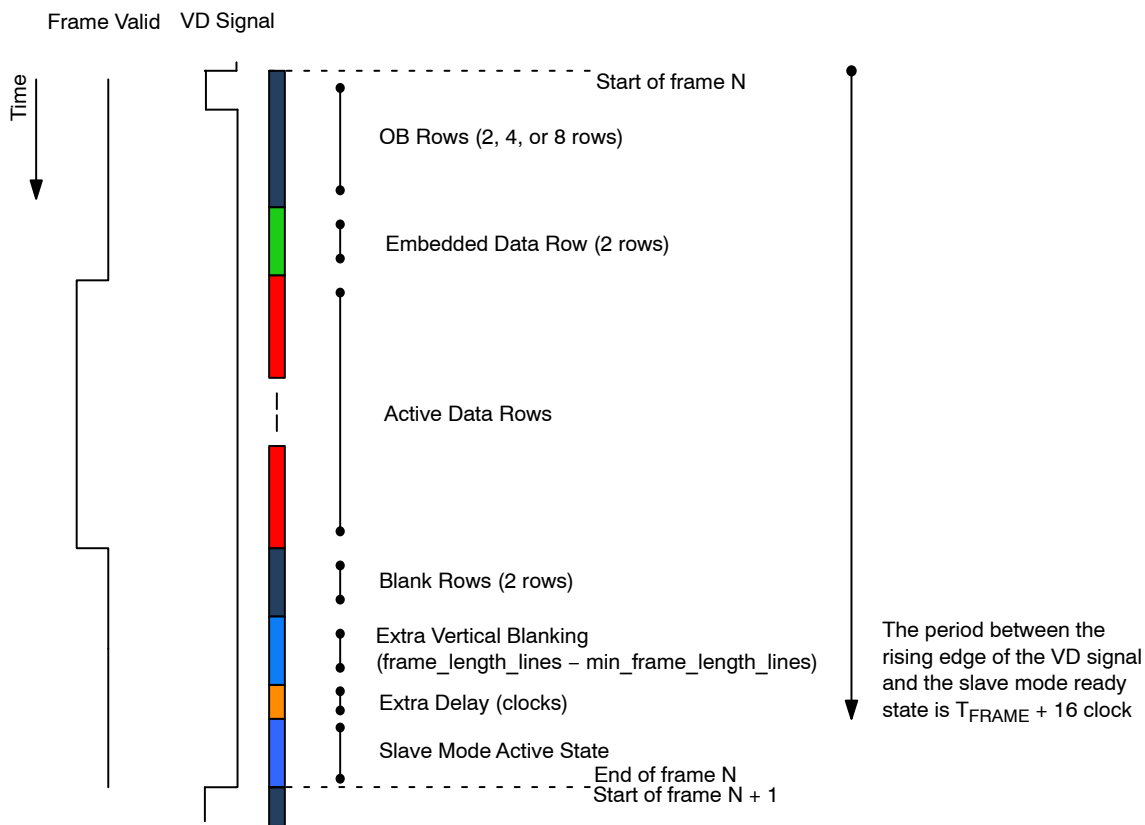 Frame Valid
VD Signal
Time
Start of frame N
OB Rows (2, 4, or 8 rows)
Embedded Data Row (2 rows)
Active Data Rows
Blank Rows (2 rows)
Extra Vertical Blanking
(frame_length_lines − min_frame_length_lines)
Extra Delay (clocks)
Slave Mode Active State
End of frame N
Start of frame N + 1
The period between the
rising edge of the VD signal
and the slave mode ready
state is TFRAME + 16 clock